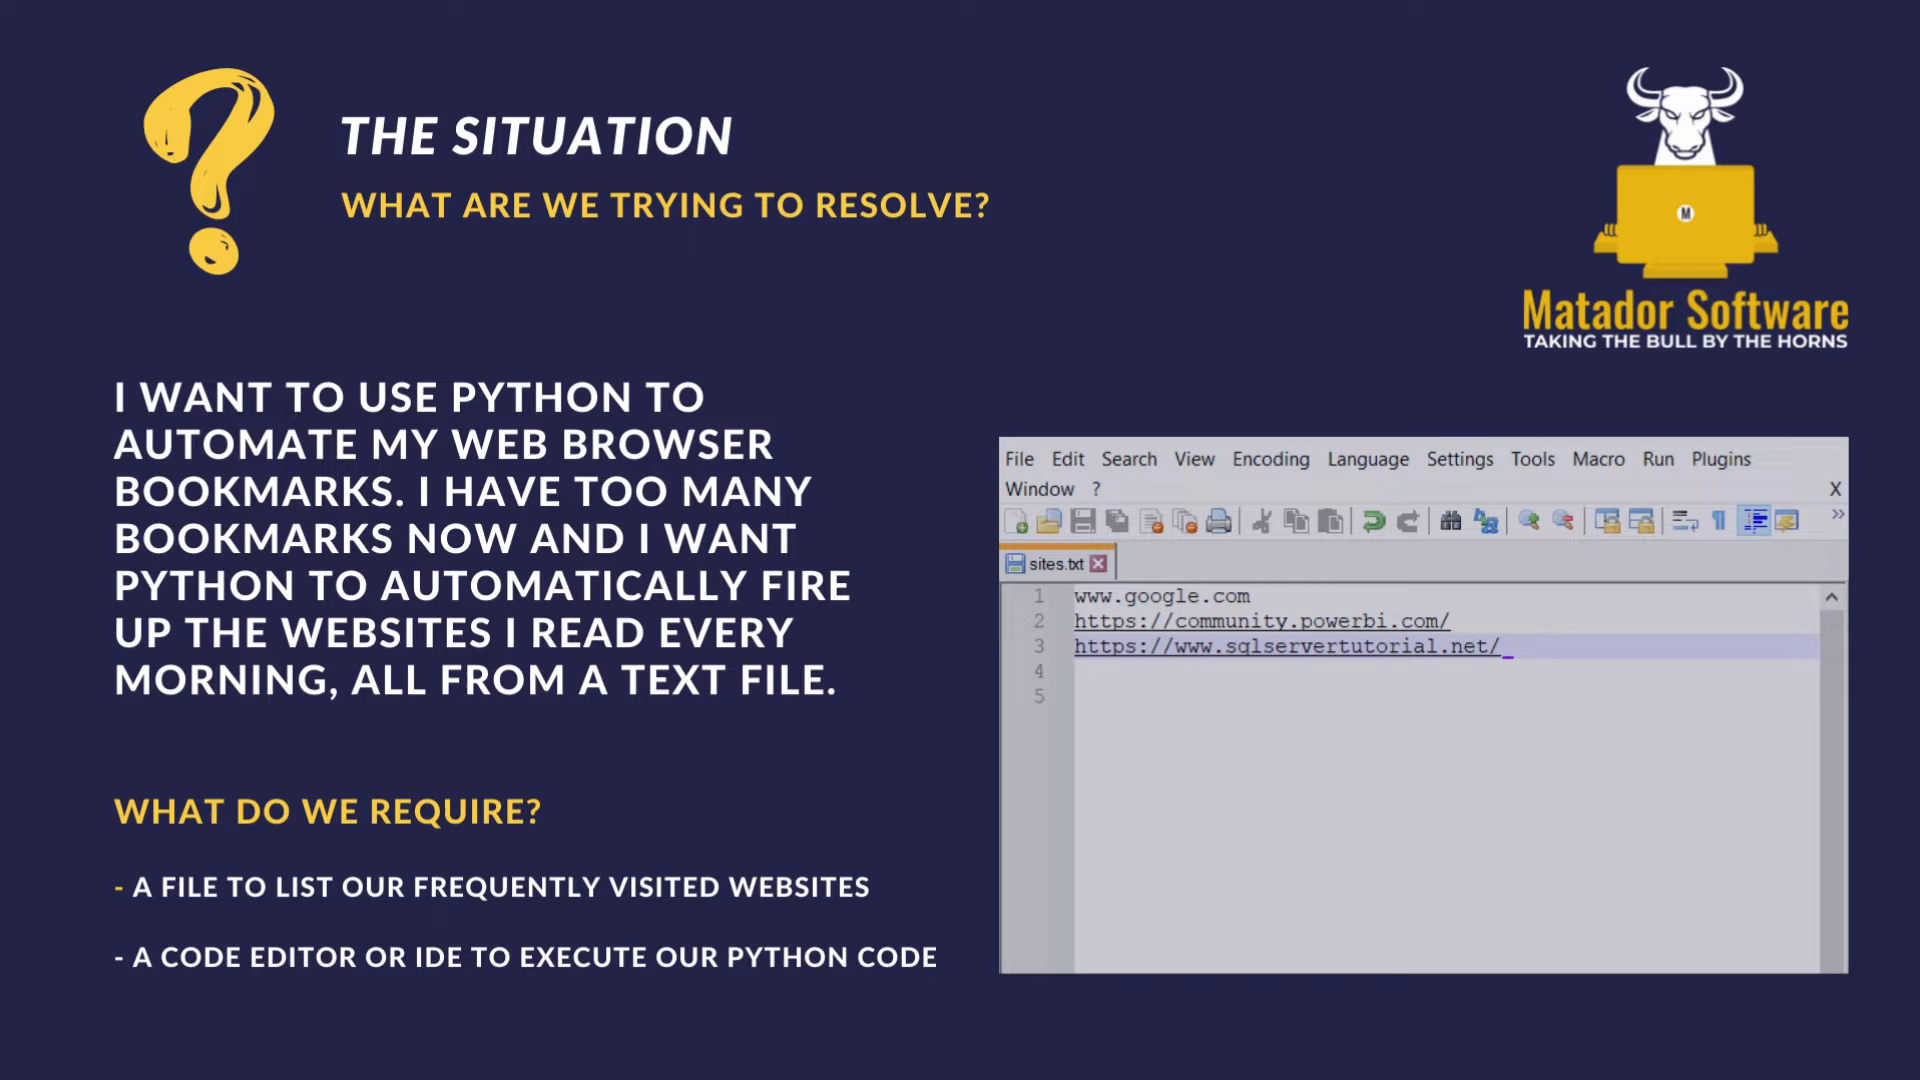 THE SITUATION
WHAT ARE WE TRYING TO RESOLVE?
M
Matador Software
TAKING THE BULL BY THE HORNS
I WANT TO USE PYTHON TO
AUTOMATE MY WEB BROWSER
BOOKMARKS. I HAVE TOO MANY
BOOKMARKS NOW AND I WANT
PYTHON TO AUTOMATICALLY FIRE
UP THE WEBSITES I READ EVERY
MORNING, ALL FROM A TEXT FILE.
WHAT DO WE REQUIRE?
- A FILE TO LIST OUR FREQUENTLY VISITED WEBSITES
- A CODE EDITOR OR IDE TO EXECUTE OUR PYTHON CODE
File Edit Search View Encoding Language Settings Tools Macro Run Plugins
Window ? X
sites.txt
1 www.google.com
2 https://community.powerbi.com/
3 https://www.sqlservertutorial.net/
4
5